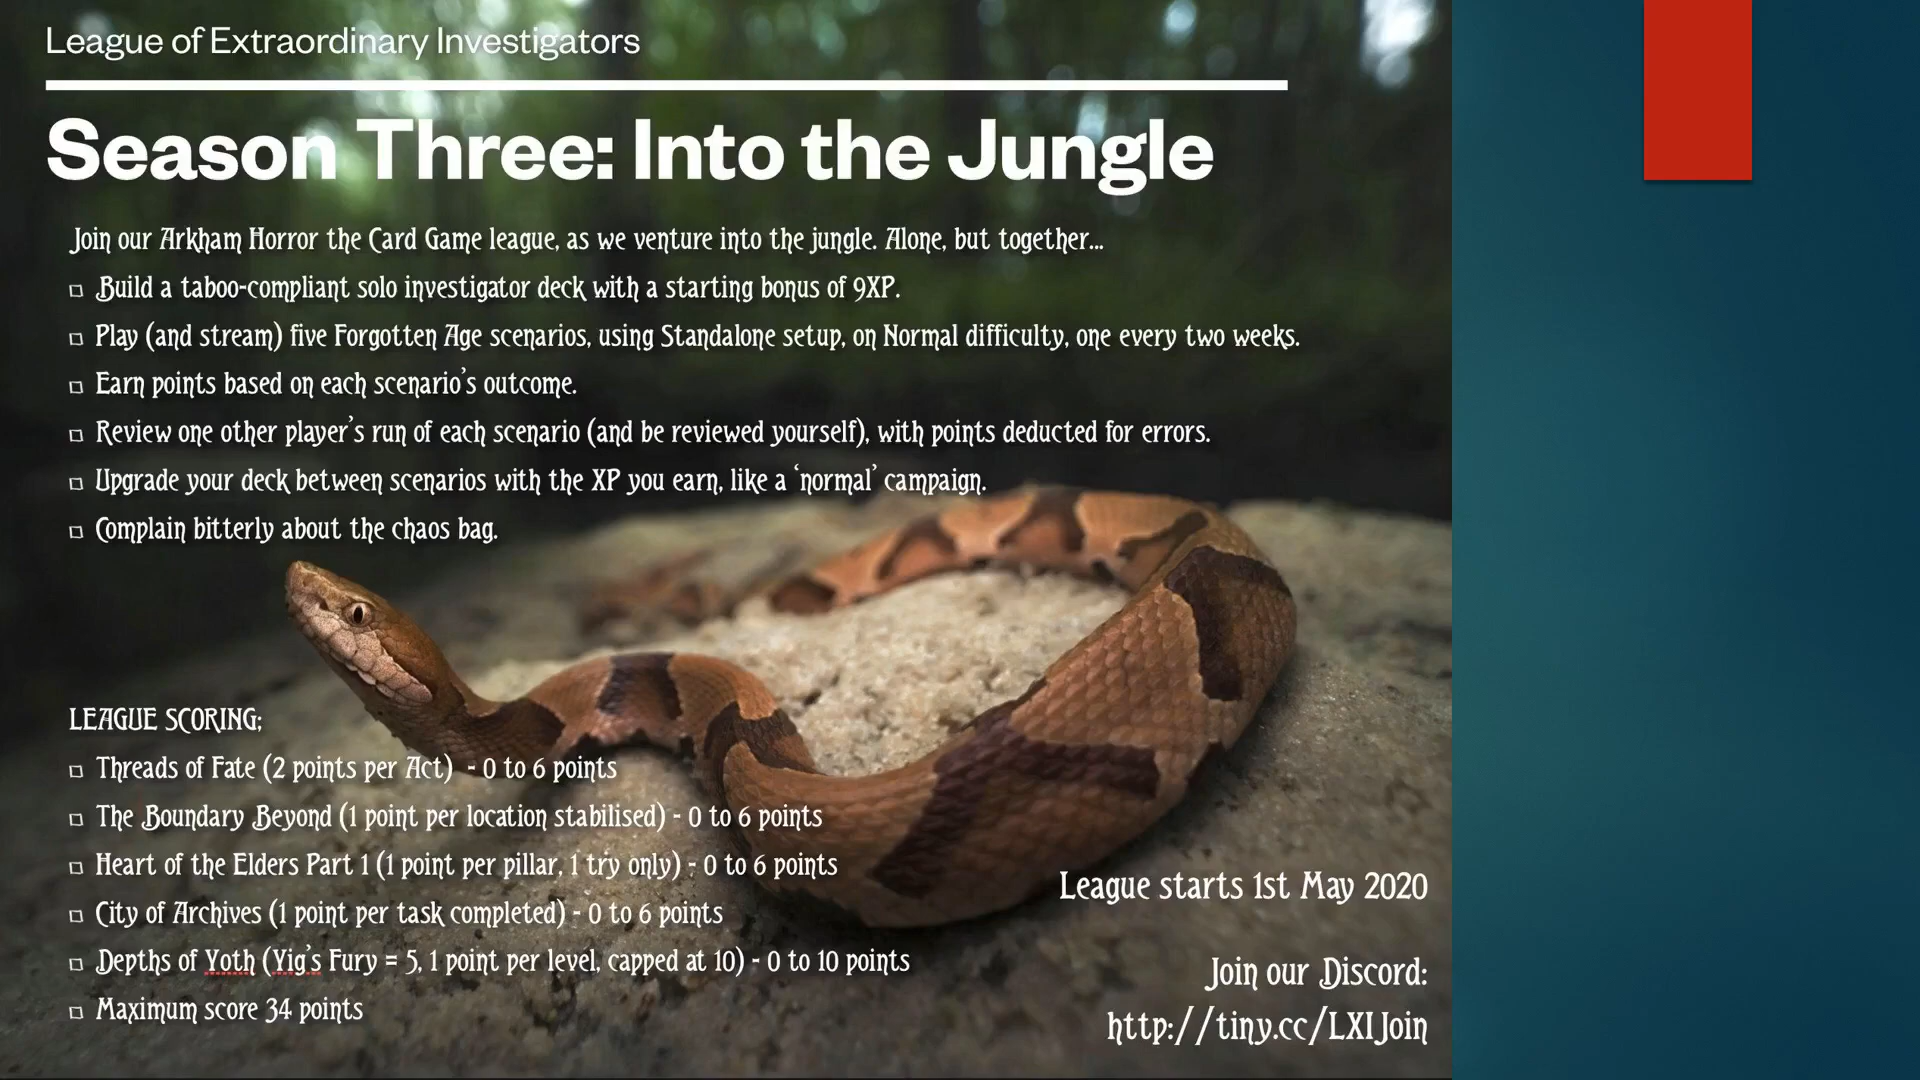 League of Extraordinary Investigators
Season Three: Into the Jungle
Join our Arkham Horror the Card Game league, as we venture into the jungle. Alone, but together...
Build a taboo-compliant solo investigator deck with a starting bonus of 9XP.
Play (and stream) five Forgotten Age scenarios, using Standalone setup, on Normal difficulty, one every two weeks.
Earn points based on each scenario’s outcome.
Review one other player’s run of each scenario (and be reviewed yourself), with points deducted for errors.
Upgrade your deck between scenarios with the XP you earn, like a ‘normal’ campaign.
Complain bitterly about the chaos bag.
LEAGUE SCORING;
Threads of Fate (2 points per Act) - 0 to 6 points
The Boundary Beyond (1 point per location stabilised) - 0 to 6 points
Heart of the Elders Part 1 (1 point per pillar, 1 try only) - 0 to 6 points
City of Archives (1 point per task completed) - 0 to 6 points
Depths of Yoth (Yig’s Fury = 5, 1 point per level, capped at 10) - 0 to 10 points
Maximum score 34 points
League starts 1st May 2020
Join our Discord:
http://tiny.cc/LXIJoin